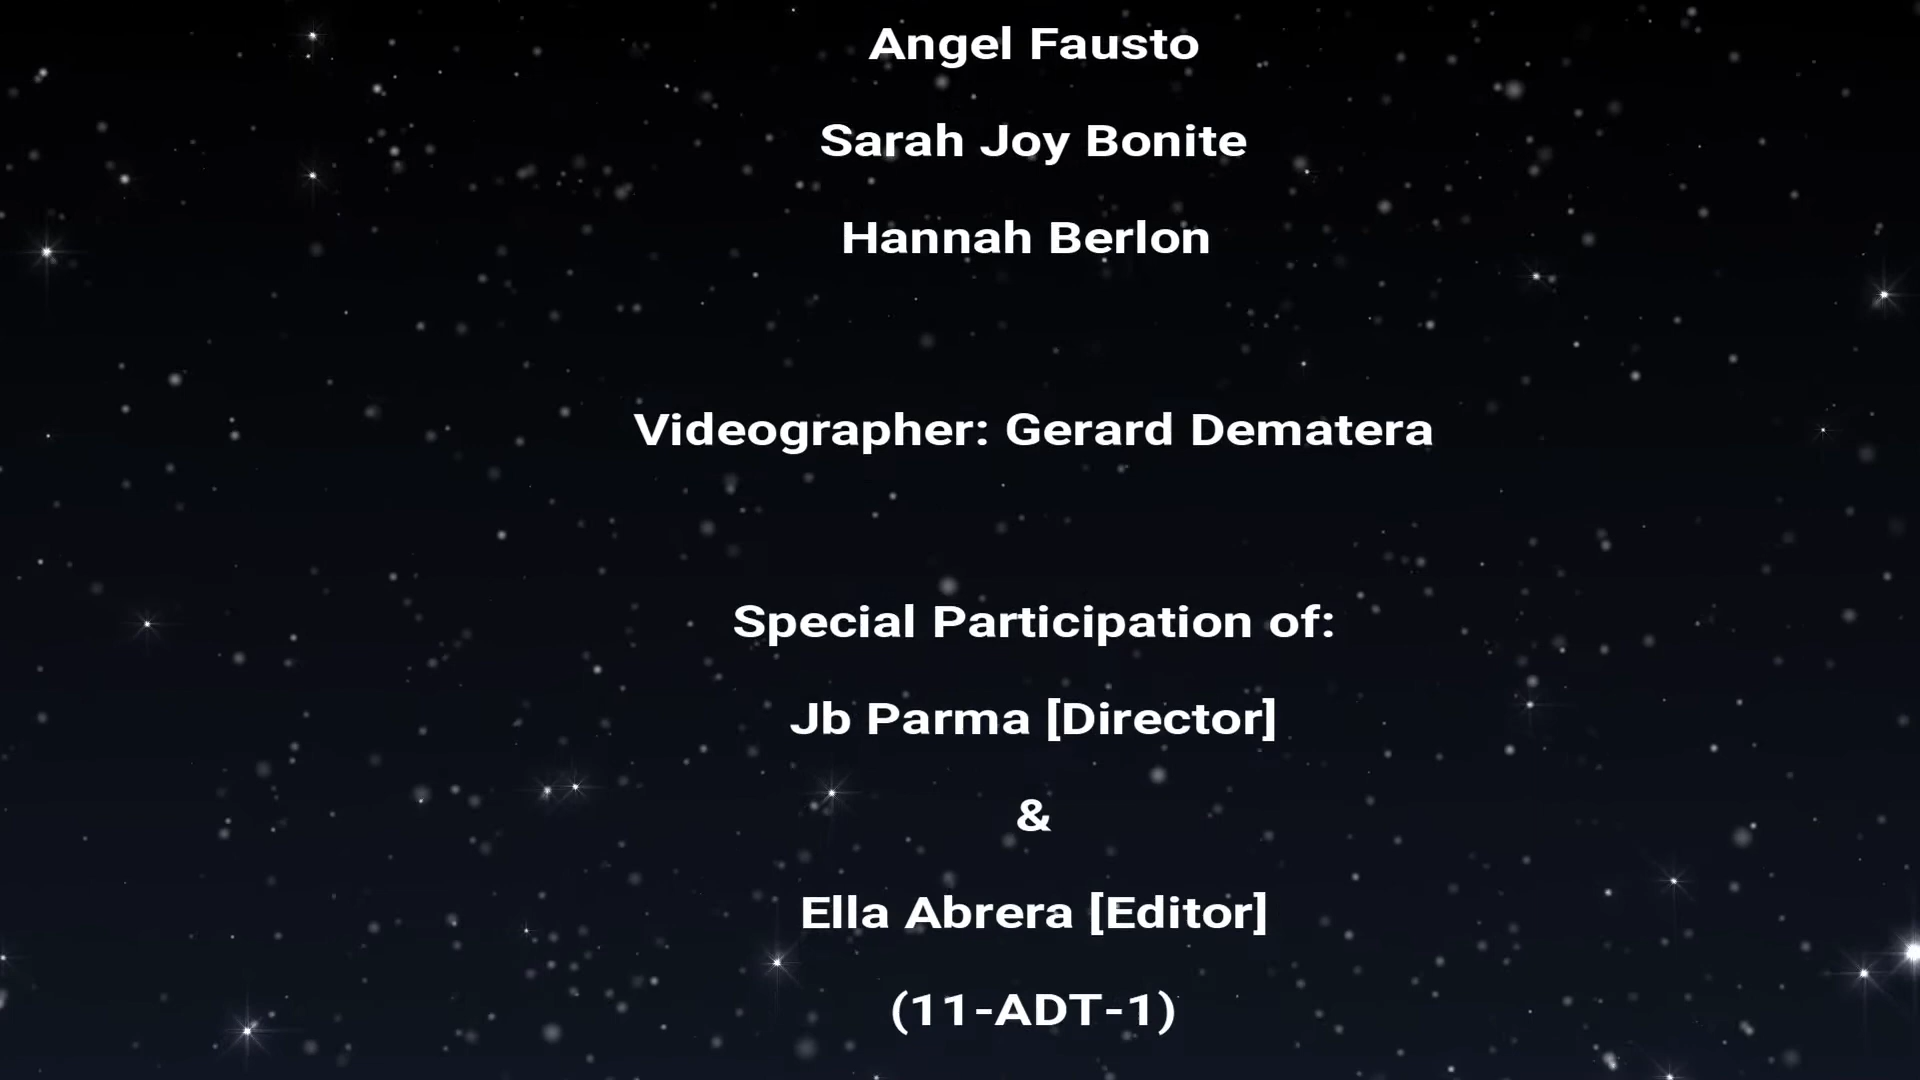 Angel Fausto
Sarah Joy Bonite
Hannah Berlon
Videographer: Gerard Dematera
Special Participation of:
Jb Parma [Director]
&
Ella Abrera [Editor]
(11-ADT-1)